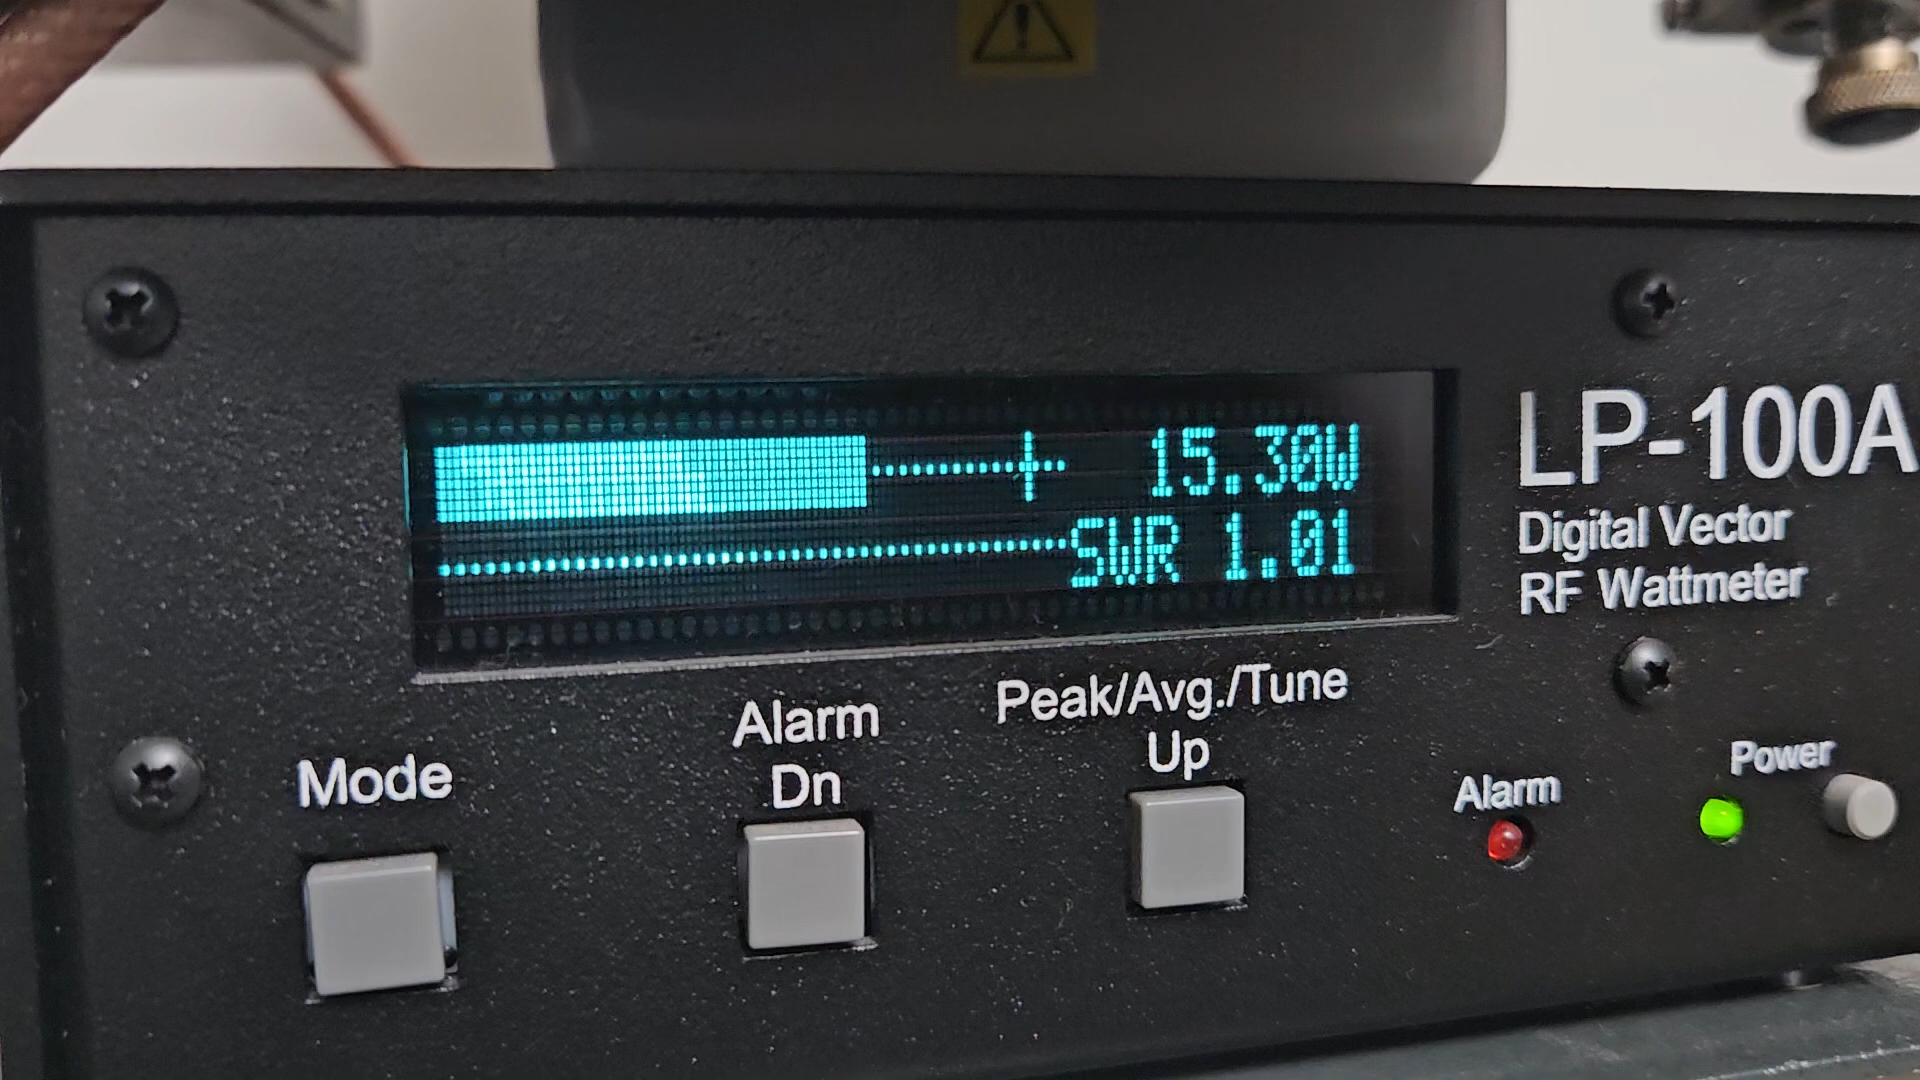 15.30W
SWR 1.01
LP-100A
Digital Vector
RF Wattmeter
Peak/Avg./Tune
Up
Alarm
Dn
Mode
Alarm
Power